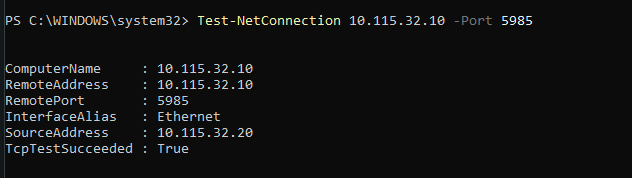 PS C:\WINDOWS\system32> Test-NetConnection 10.115.32.10 -Port 5985
ComputerName     : 10.115.32.10
RemoteAddress    : 10.115.32.10
RemotePort       : 5985
InterfaceAlias   : Ethernet
SourceAddress    : 10.115.32.20
TcpTestSucceeded : True